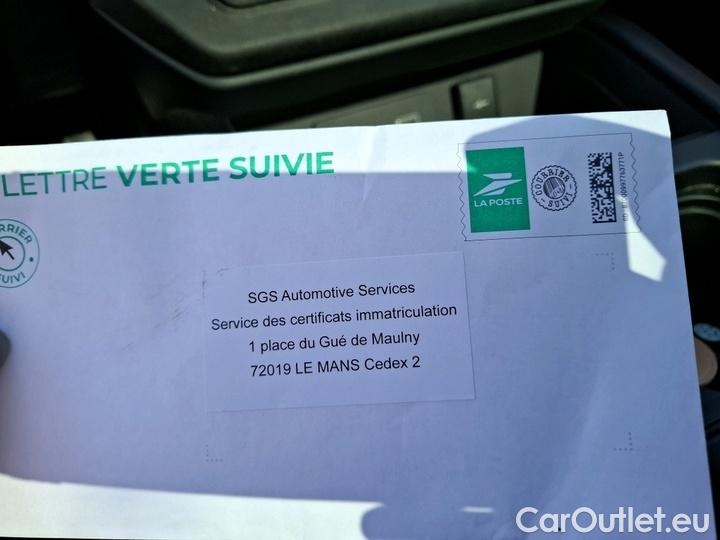 LETTRE VERTE SUIVIE
LA POSTE
COURRIER
SUIVI
RRIER
SUIVI
SGS Automotive Services
Service des certificats immatriculation
1 place du Gué de Maulny
72019 LE MANS Cedex 2
CarOutlet.eu